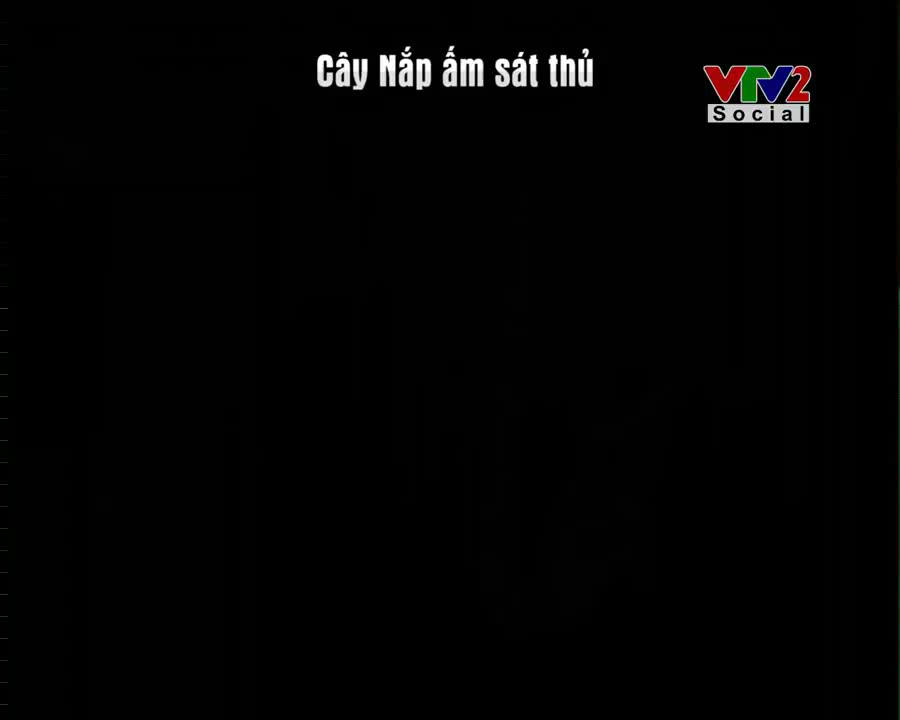 Cây Nắp ấm sát thủ
VTV2
Social